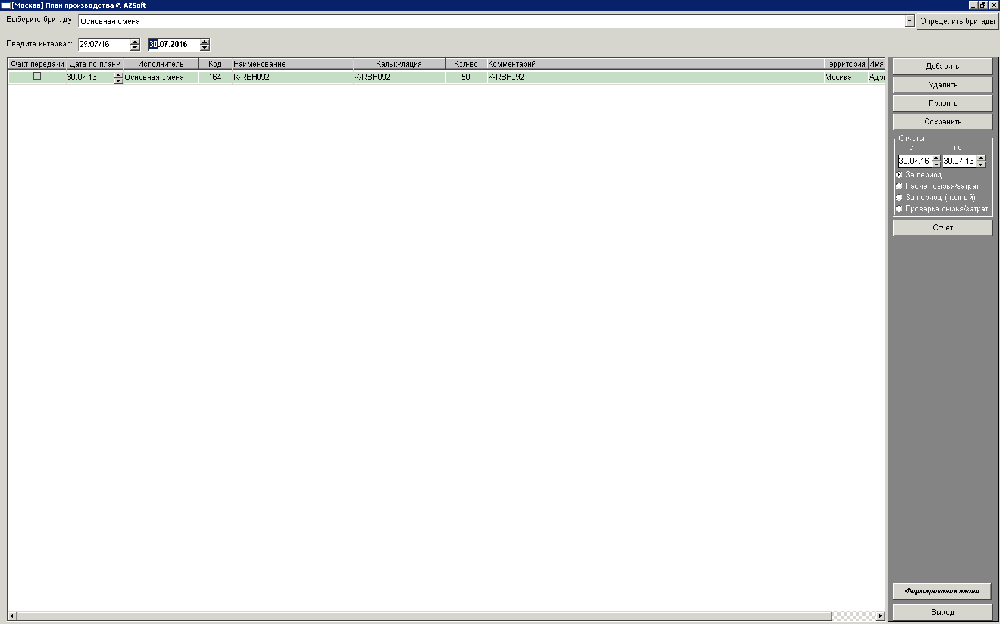 [Москва] План производства © AZSoft
Выберите бригаду: Основная смена Определить бригады
Введите интервал: 29/07/16 30.07.2016
Факт передачи Дата по плану Исполнитель Код Наименование Калькуляция Кол-во Комментарий Территория Имя
30.07.16 Основная смена 164 K-RBH092 K-RBH092 50 K-RBH092 Москва Адри
Добавить
Удалить
Править
Сохранить
Отчеты
с по
30.07.16 30.07.16
За период
Расчет сырья/затрат
За период (полный)
Проверка сырья/затрат
Отчет
Формирование плана
Выход